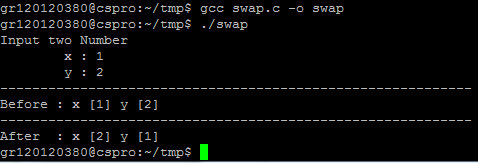 gr120120380@cspro:~/tmp$ gcc swap.c -o swap
gr120120380@cspro:~/tmp$ ./swap
Input two Number
        x : 1
        y : 2
-----------------------------------------------------------
Before : x [1] y [2]
-----------------------------------------------------------
After  : x [2] y [1]
gr120120380@cspro:~/tmp$